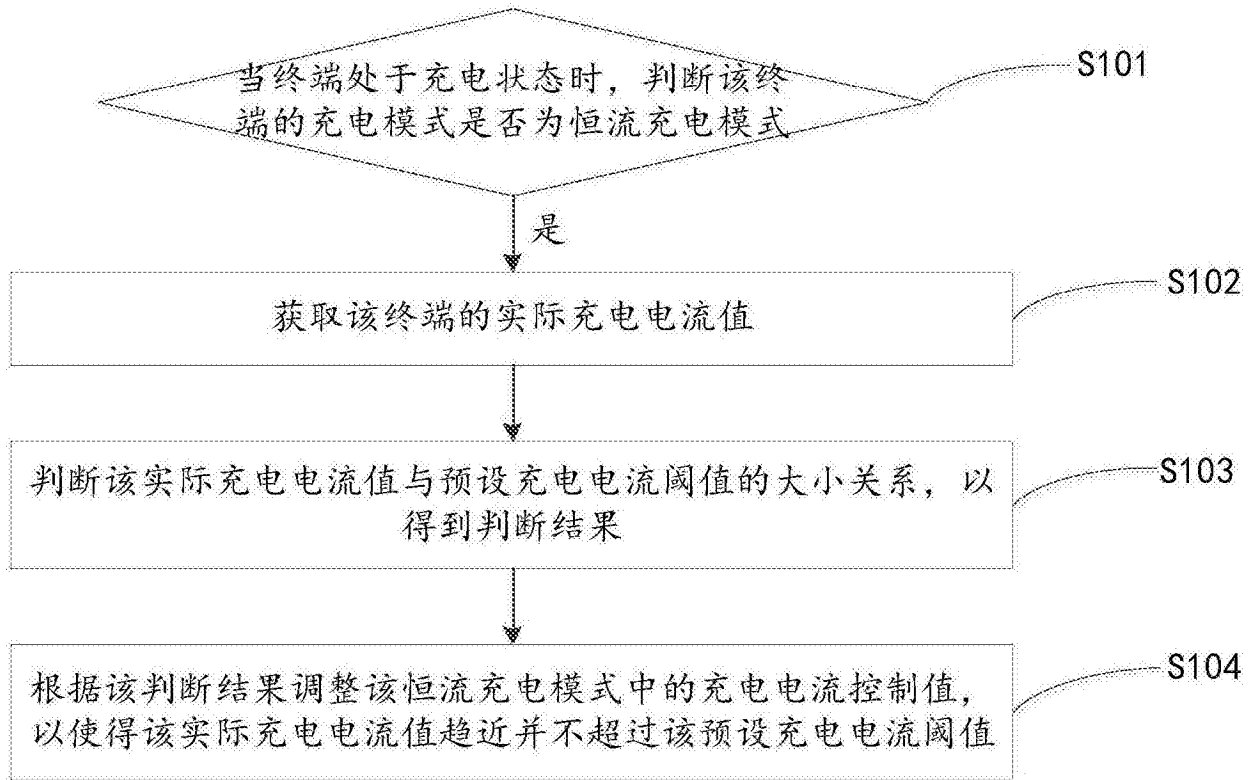 当终端处于充电状态时，判断该终
端的充电模式是否为恒流充电模式
S101
是
S102
获取该终端的实际充电电流值
判断该实际充电电流值与预设充电电流阈值的大小关系，以
得到判断结果
S103
根据该判断结果调整该恒流充电模式中的充电电流控制值，
以使得该实际充电电流值趋近并不超过该预设充电电流阈值
S104